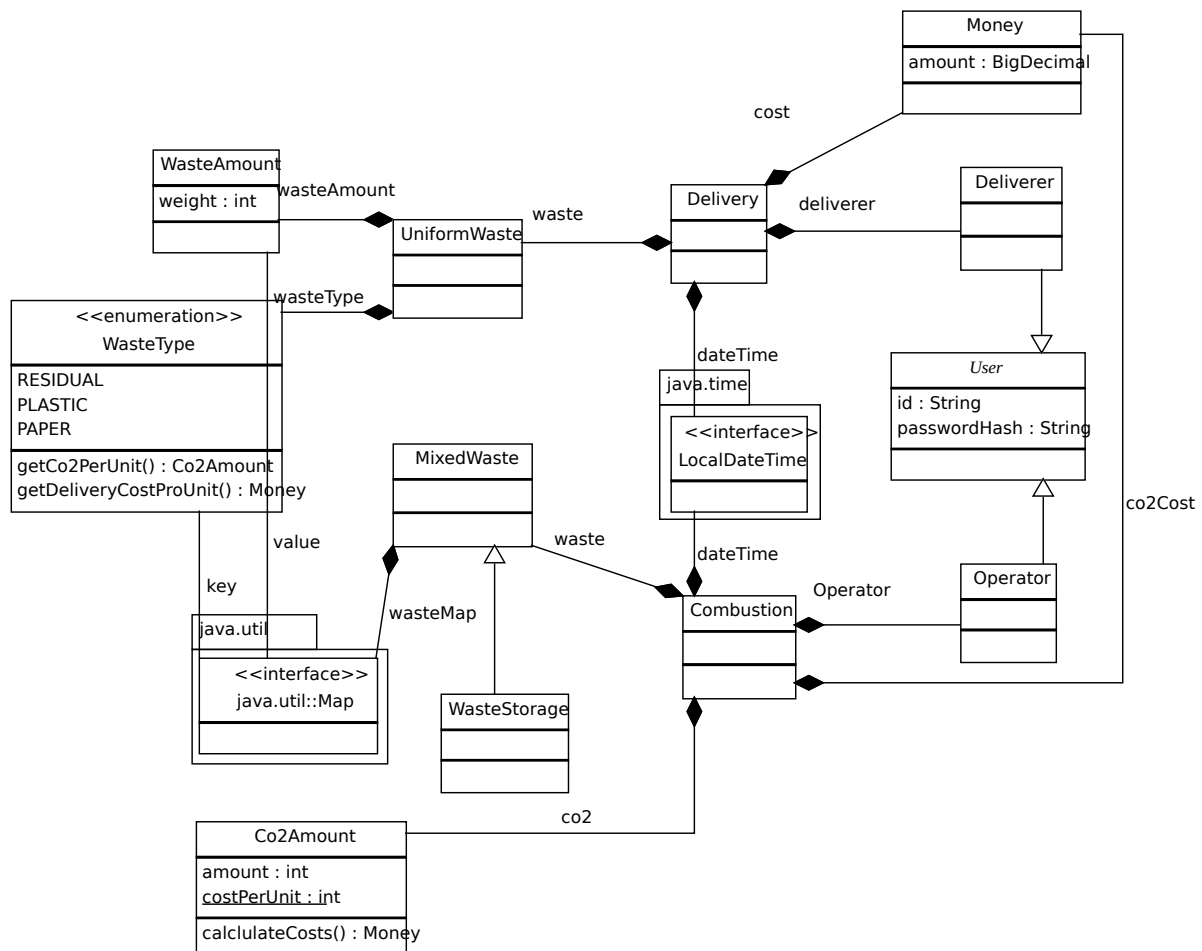 Money
amount : BigDecimal
cost
WasteAmount
weight : int
wasteAmount
UniformWaste
waste
Delivery
deliverer
Deliverer
wasteType
<<enumeration>>
WasteType
RESIDUAL
PLASTIC
PAPER
getCo2PerUnit() : Co2Amount
getDeliveryCostProUnit() : Money
dateTime
java.time
<<interface>>
LocalDateTime
User
id : String
passwordHash : String
MixedWaste
co2Cost
value
key
waste
dateTime
wasteMap
Combustion
Operator
Operator
java.util
<<interface>>
java.util::Map
WasteStorage
co2
Co2Amount
amount : int
costPerUnit : int
calclulateCosts() : Money